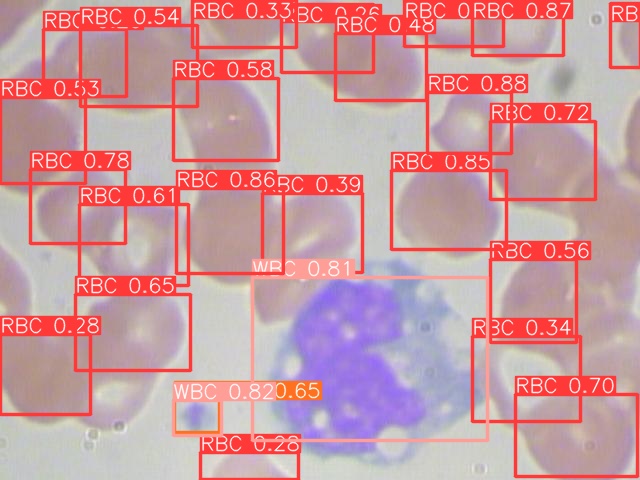 RBC 0.33
RBC 0.87
RBC 0.54
RBC 0.48
RBC 0.58
RBC 0.88
RBC 0.53
RBC 0.72
RBC 0.78
RBC 0.85
RBC 0.86
RBC 0.39
RBC 0.61
RBC 0.56
WBC 0.81
RBC 0.65
RBC 0.28
RBC 0.34
RBC 0.70
WBC 0.82
0.65
RBC 0.28